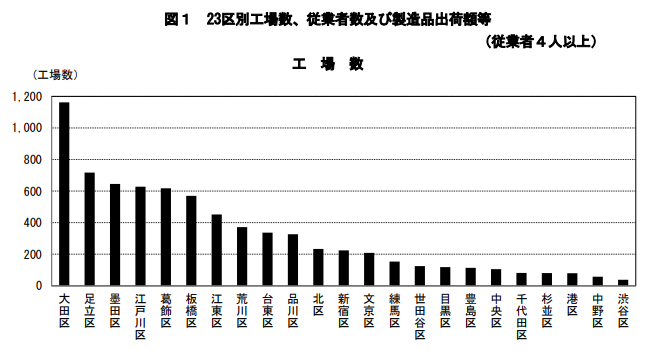 図１　23区別工場数、従業者数及び製造品出荷額等
（従業者４人以上）
工　場　数
（工場数）
1,200
1,000
800
600
400
200
0
大田区
足立区
墨田区
江戸川区
葛飾区
板橋区
江東区
荒川区
台東区
品川区
北区
新宿区
文京区
練馬区
世田谷区
目黒区
豊島区
中央区
千代田区
杉並区
港区
中野区
渋谷区